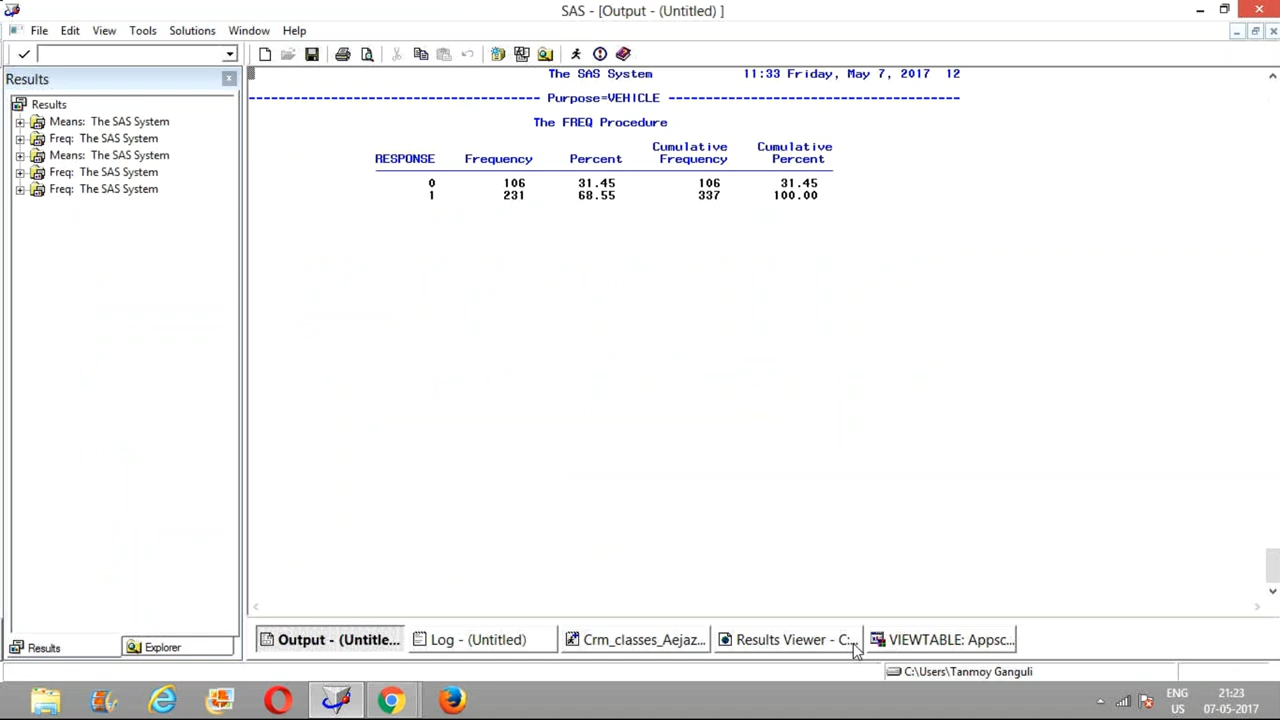 SAS - [Output - (Untitled) ]
File Edit View Tools Solutions Window Help
Results
Results
Means: The SAS System
Freq: The SAS System
Means: The SAS System
Freq: The SAS System
Freq: The SAS System
The SAS System 11:33 Friday, May 7, 2017 12
Purpose=VEHICLE
The FREQ Procedure
Cumulative Cumulative
RESPONSE Frequency Percent Frequency Percent
0 106 31.45 106 31.45
1 231 68.55 337 100.00
Results Explorer
Output - (Untitle... Log - (Untitled) Crm_classes_Aejaz... Results Viewer - C:... VIEWTABLE: Appsc...
C:\Users\Tanmoy Ganguli
ENG 21:23
US 07-05-2017